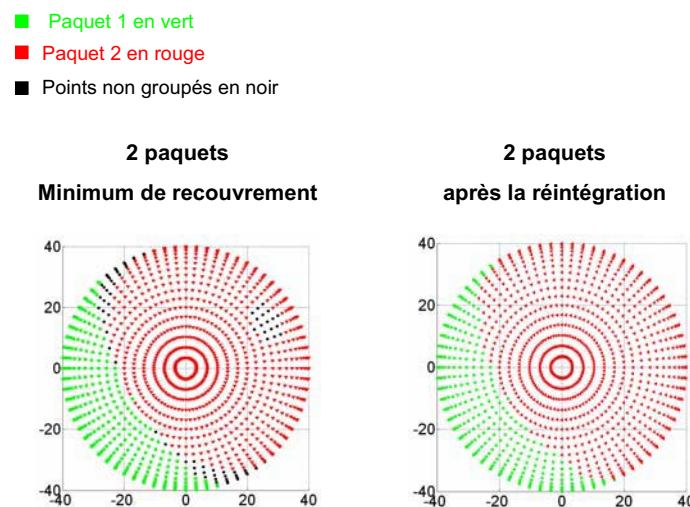 Paquet 1 en vert
Paquet 2 en rouge
Points non groupés en noir
2 paquets
Minimum de recouvrement
2 paquets
après la réintégration
40
20
0
-20
-40
-40 -20 0 20 40
40
20
0
-20
-40
-40 -20 0 20 40